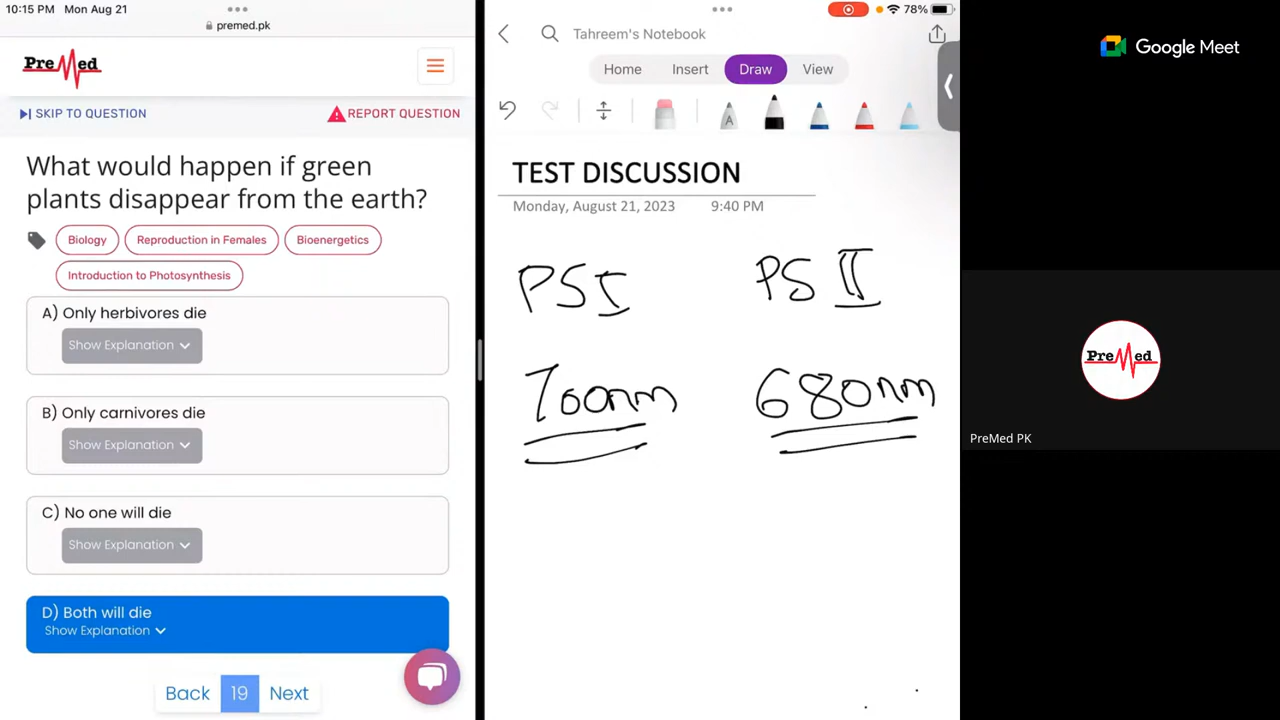 10:15 PM Mon Aug 21
premed.pk
PreMed
SKIP TO QUESTION
REPORT QUESTION
What would happen if green
plants disappear from the earth?
Biology
Reproduction in Females
Bioenergetics
Introduction to Photosynthesis
A) Only herbivores die
Show Explanation
B) Only carnivores die
Show Explanation
C) No one will die
Show Explanation
D) Both will die
Show Explanation
Back 19 Next
78%
Tahreem's Notebook
Home Insert Draw View
A
TEST DISCUSSION
Monday, August 21, 2023 9:40 PM
PS I PS II
700nm 680nm
Google Meet
PreMed
PreMed PK